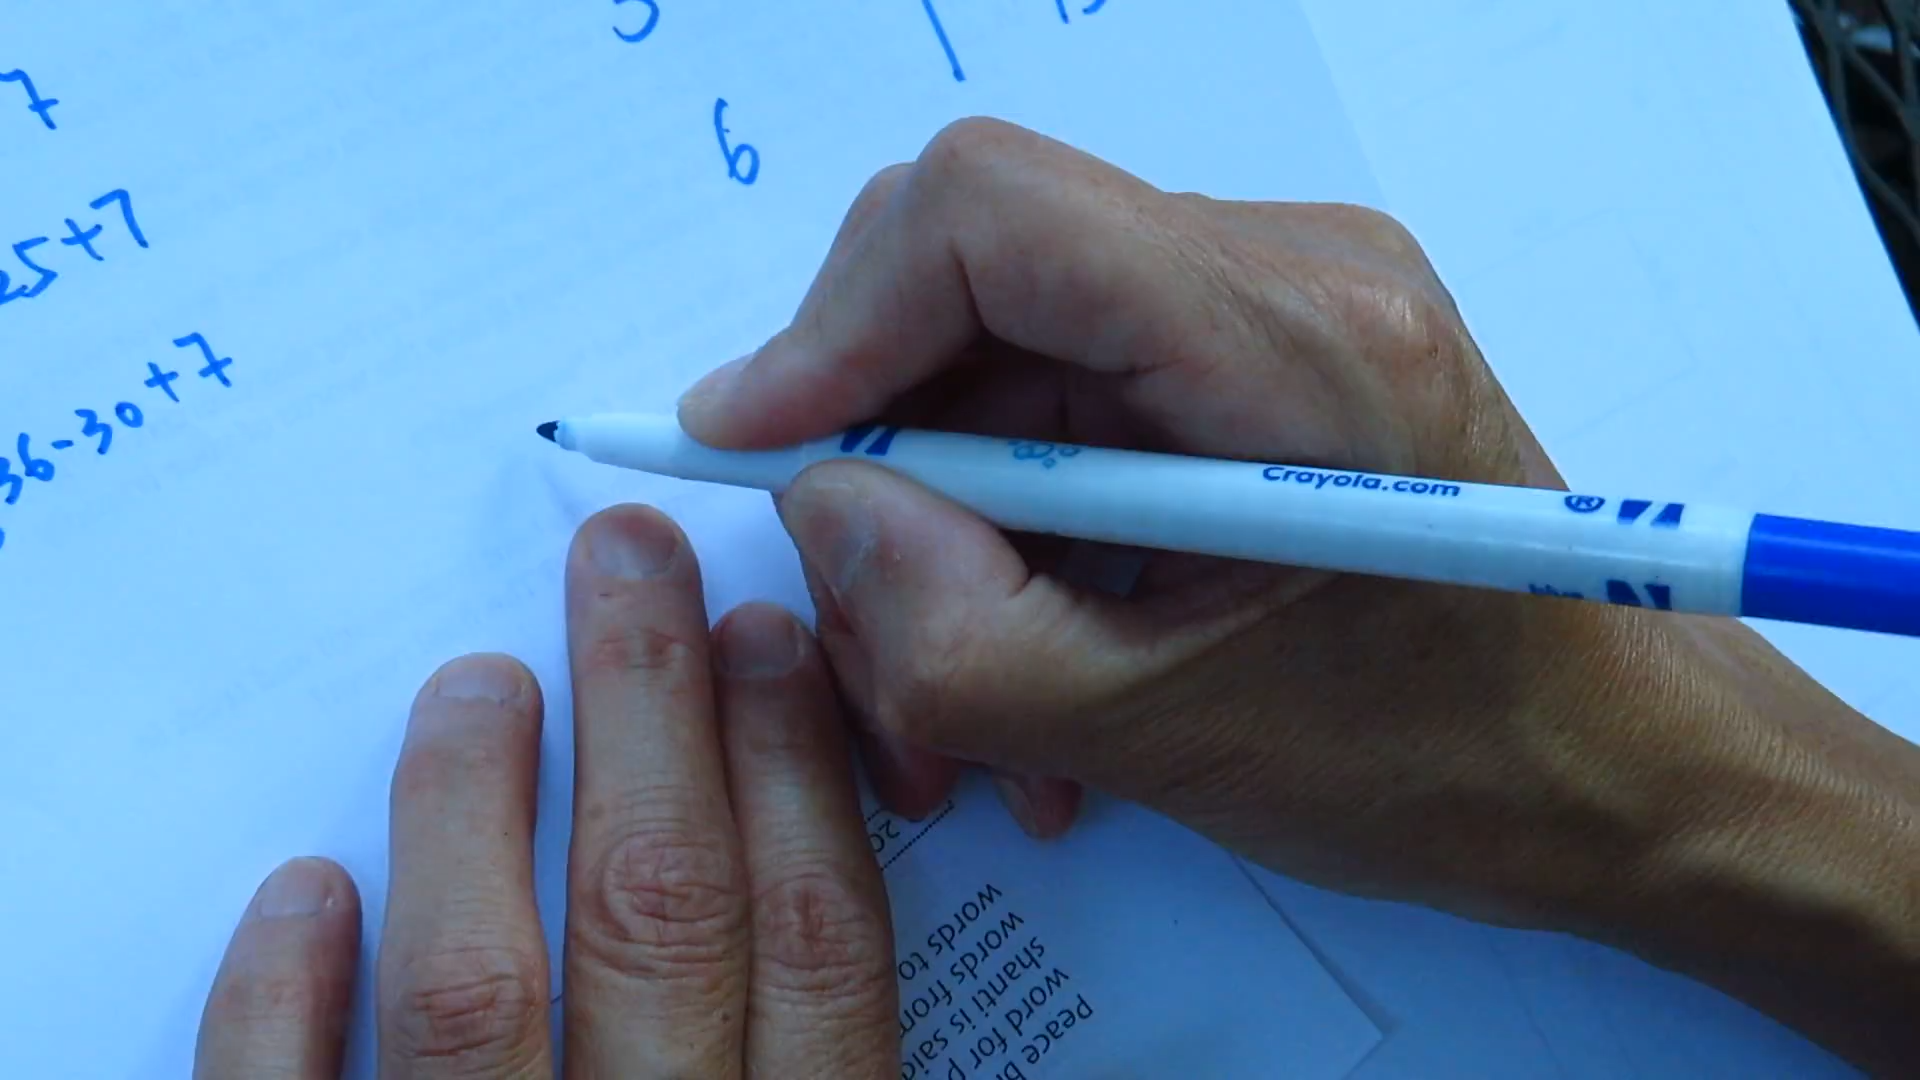 7
25+7
36-30+7
5
6
Crayola.com ®
words to
words from
shanti is said
word for p
peace b